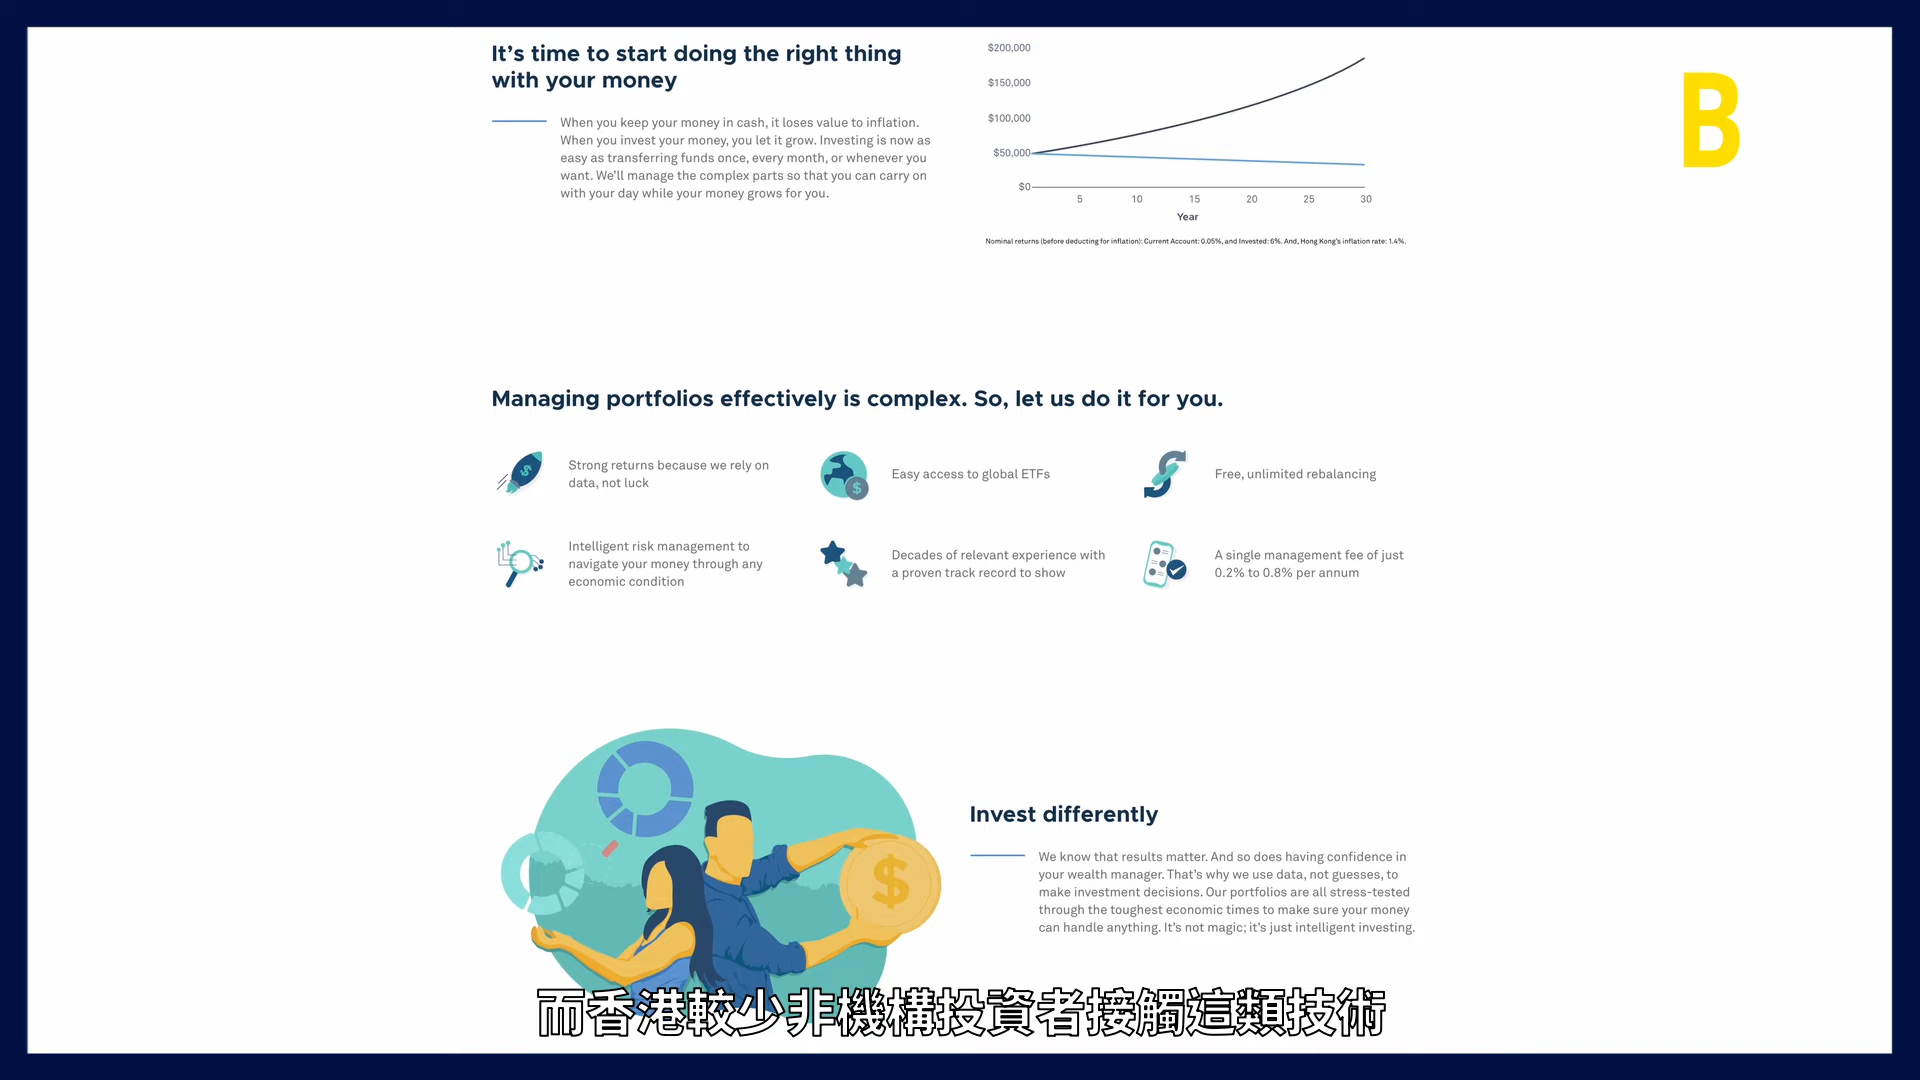 It's time to start doing the right thing
with your money
When you keep your money in cash, it loses value to inflation.
When you invest your money, you let it grow. Investing is now as
easy as transferring funds once, every month, or whenever you
want. We'll manage the complex parts so that you can carry on
with your day while your money grows for you.
$200,000
$150,000
$100,000
$50,000
$0
5 10 15 20 25 30
Year
Nominal returns (before deducting for inflation): Current Account: 0.05%, and Invested: 6%. And, Hong Kong's inflation rate: 1.4%.
B
Managing portfolios effectively is complex. So, let us do it for you.
Strong returns because we rely on
data, not luck
$
Easy access to global ETFs
$
Free, unlimited rebalancing
Intelligent risk management to
navigate your money through any
economic condition
Decades of relevant experience with
a proven track record to show
A single management fee of just
0.2% to 0.8% per annum
$
Invest differently
We know that results matter. And so does having confidence in
your wealth manager. That's why we use data, not guesses, to
make investment decisions. Our portfolios are all stress-tested
through the toughest economic times to make sure your money
can handle anything. It's not magic; it's just intelligent investing.
而香港較少非機構投資者接觸這類技術